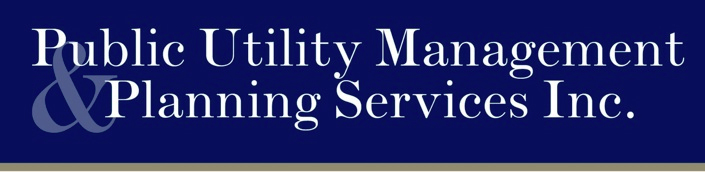 Public Utility Management
& Planning Services Inc.